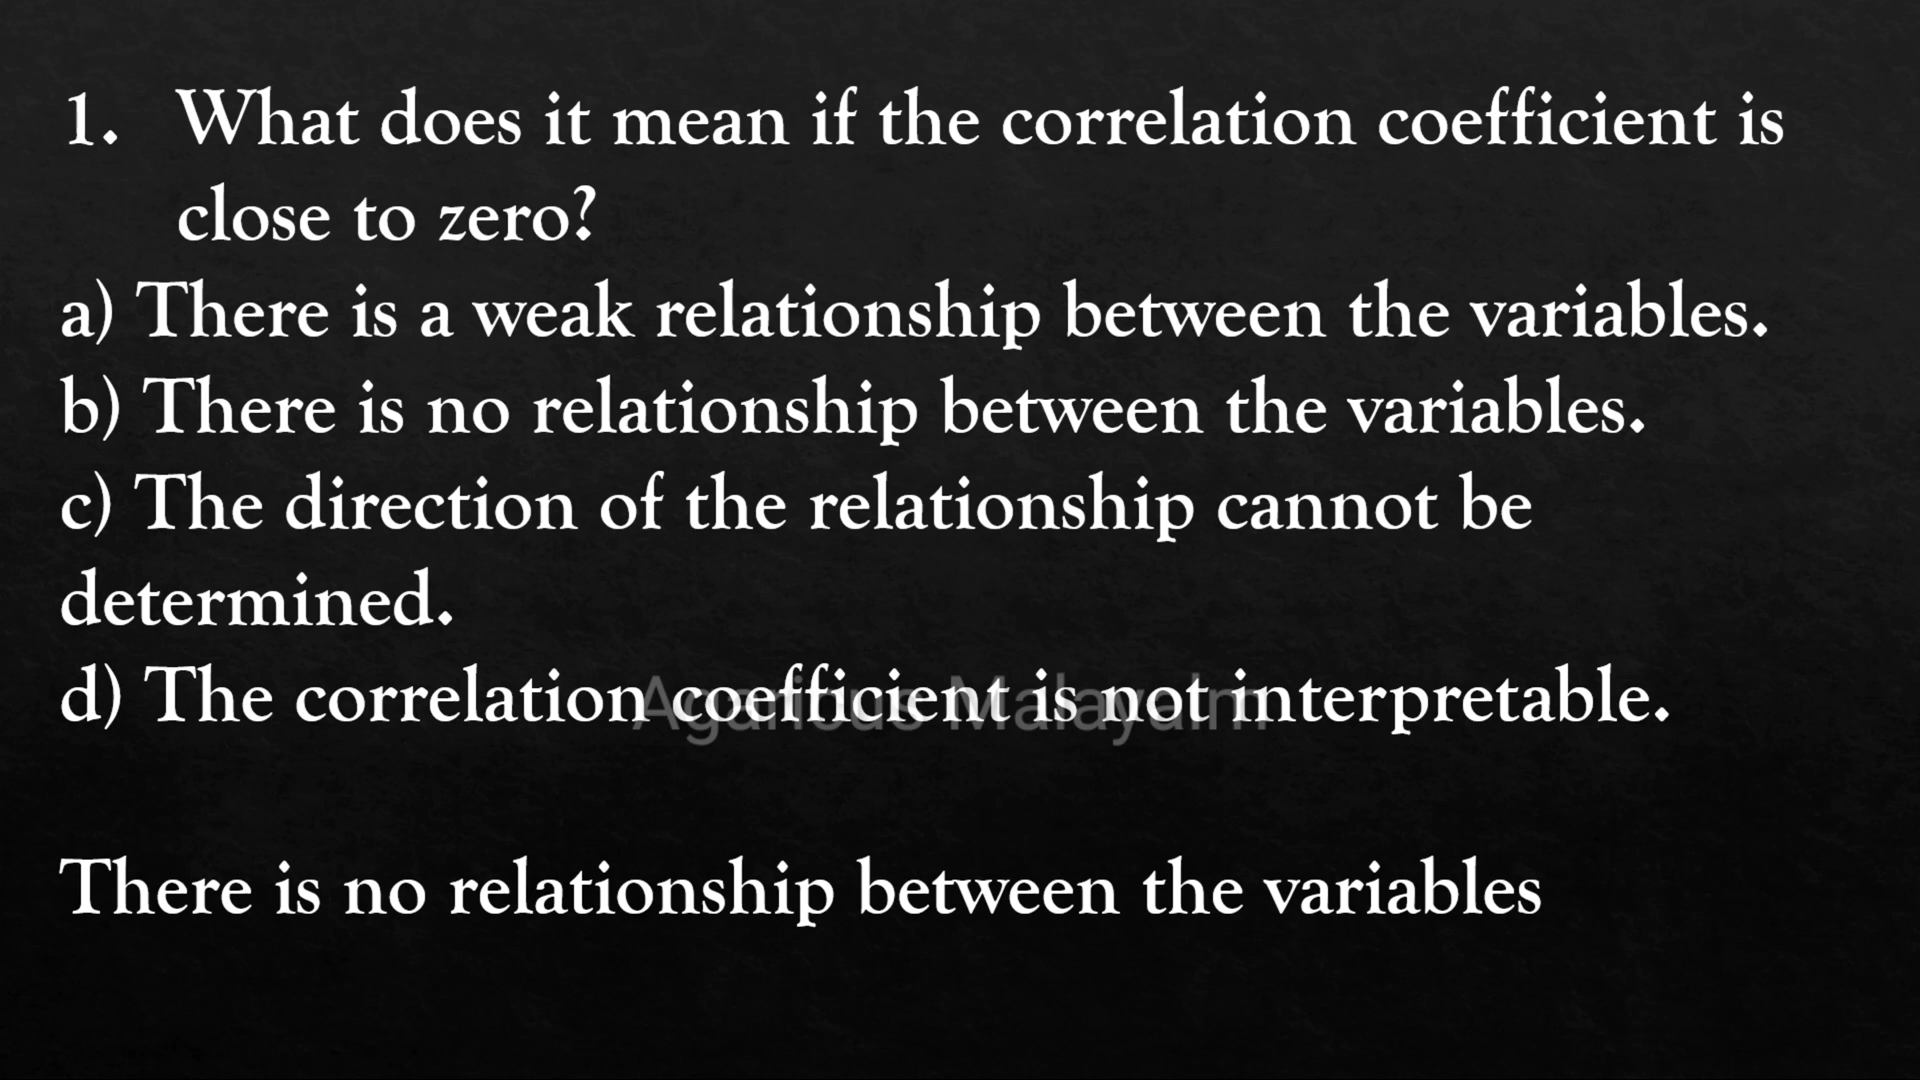 1. What does it mean if the correlation coefficient is
close to zero?
a) There is a weak relationship between the variables.
b) There is no relationship between the variables.
c) The direction of the relationship cannot be
determined.
d) The correlation coefficient is not interpretable.
Malayalm
There is no relationship between the variables